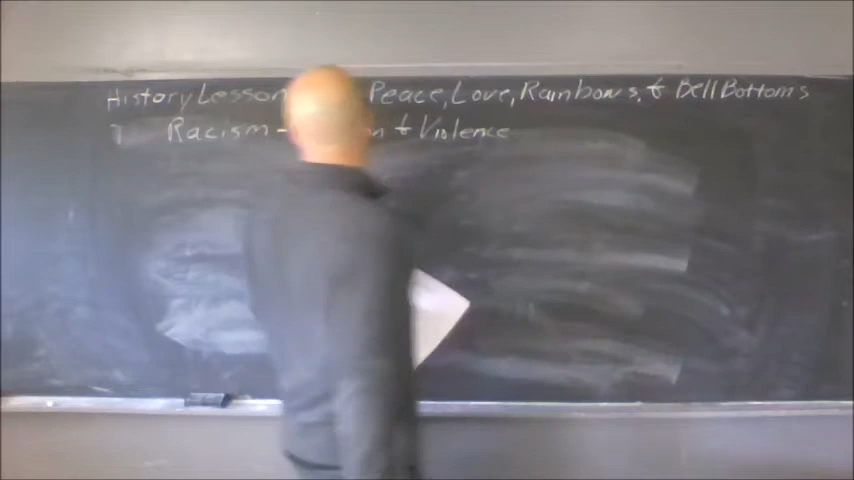 History Lesson Peace, Love, Rainbows, & Bell Bottoms
Racism - & Violence